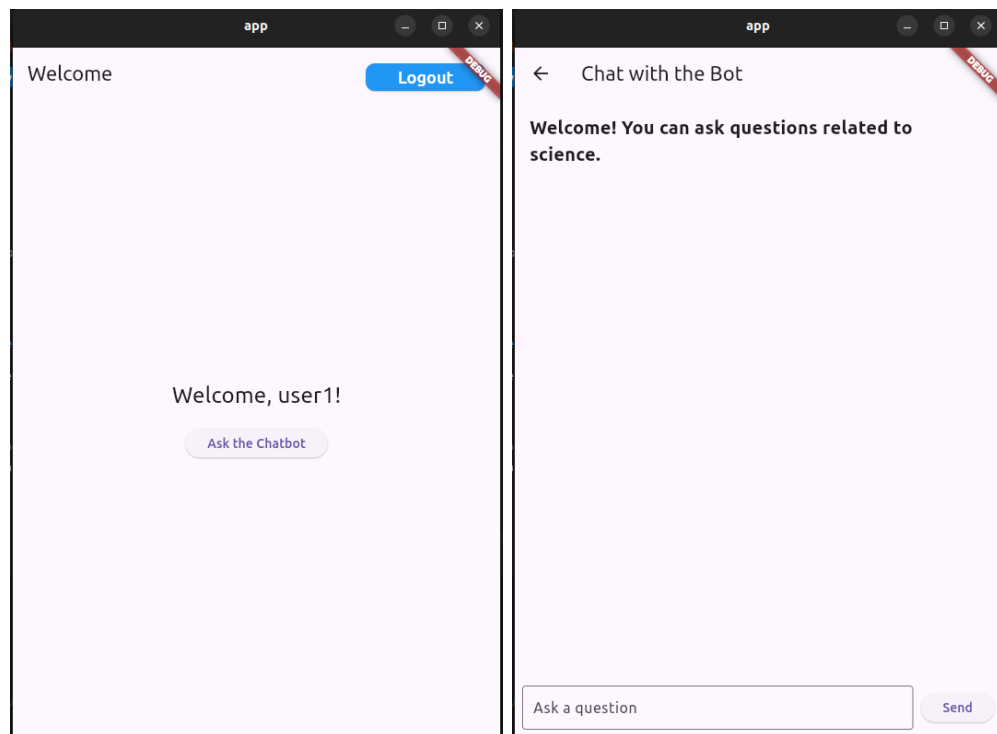 app
Welcome
Logout
DEBUG
Welcome, user1!
Ask the Chatbot
app
Chat with the Bot
DEBUG
Welcome! You can ask questions related to
science.
Ask a question
Send